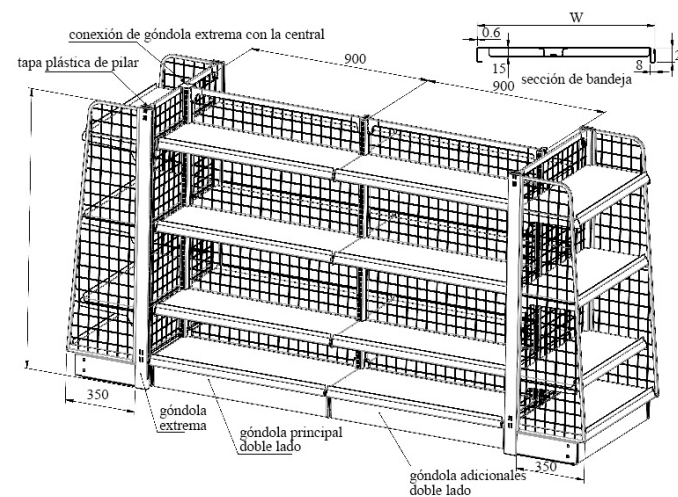 conexión de góndola extrema con la central
tapa plástica de pilar
900
900
W
0.6
15
8
sección de bandeja
350
góndola
extrema
góndola principal
doble lado
góndola adicionales
doble lado
350